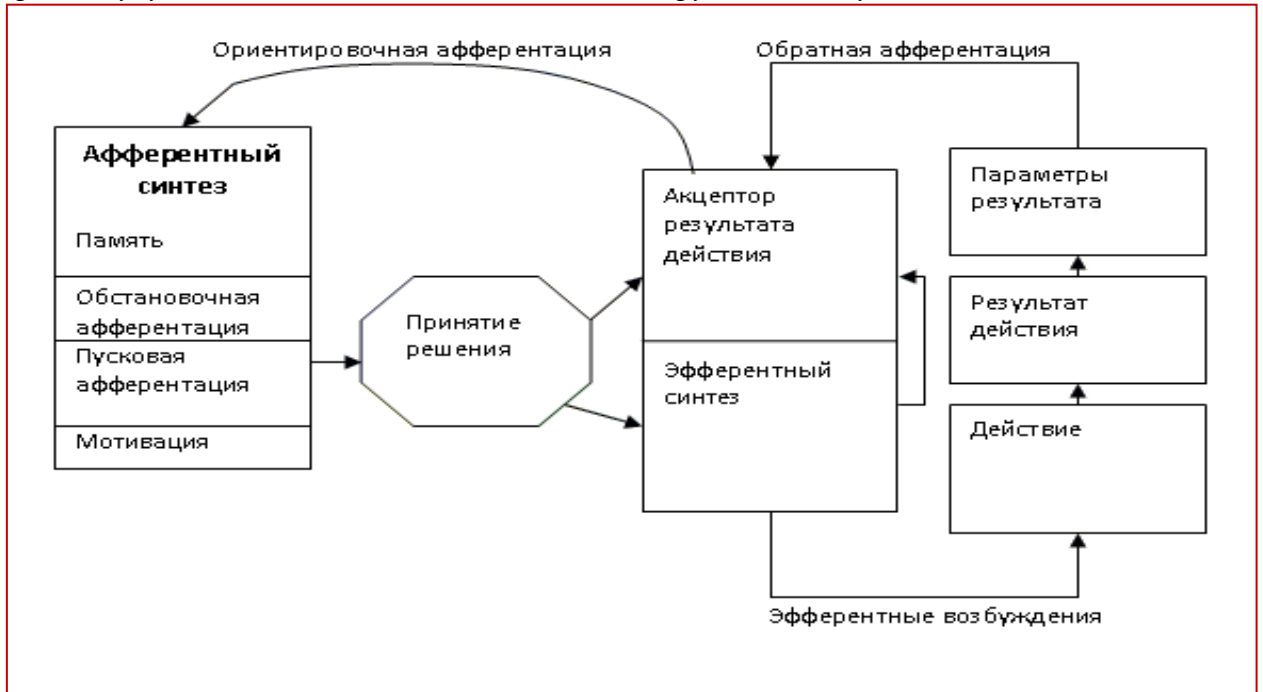 Ориентировочная афферентация
Обратная афферентация
Афферентный
синтез
Память
Обстановочная
афферентация
Пусковая
афферентация
Мотивация
Принятие
решения
Акцептор
результата
действия
Эфферентный
синтез
Параметры
результата
Результат
действия
Действие
Эфферентные возбуждения